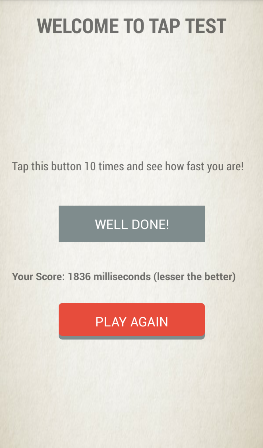 WELCOME TO TAP TEST
Tap this button 10 times and see how fast you are!
WELL DONE!
Your Score: 1836 milliseconds (lesser the better)
PLAY AGAIN